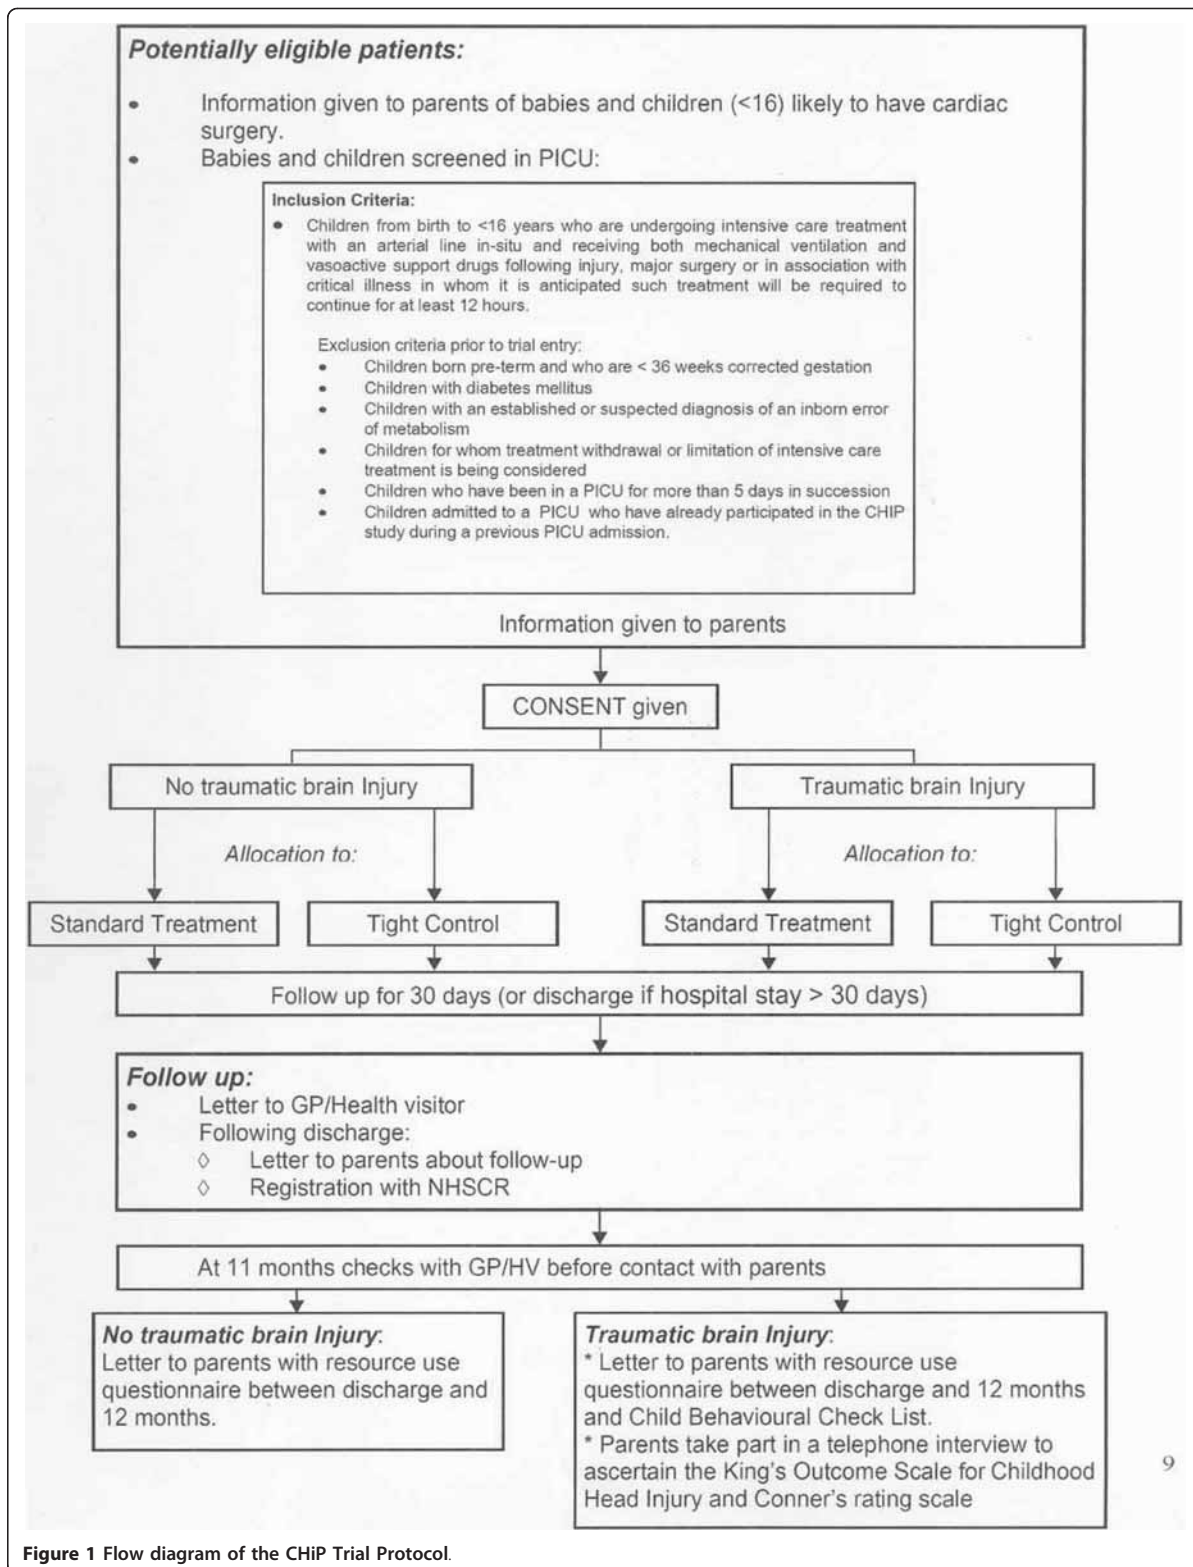 Potentially eligible patients:
• Information given to parents of babies and children (<16) likely to have cardiac
surgery.
• Babies and children screened in PICU:
Inclusion Criteria:
• Children from birth to <16 years who are undergoing intensive care treatment
with an arterial line in-situ and receiving both mechanical ventilation and
vasoactive support drugs following injury, major surgery or in association with
critical illness in whom it is anticipated such treatment will be required to
continue for at least 12 hours.
Exclusion criteria prior to trial entry:
• Children born pre-term and who are < 36 weeks corrected gestation
• Children with diabetes mellitus
• Children with an established or suspected diagnosis of an inborn error
of metabolism
• Children for whom treatment withdrawal or limitation of intensive care
treatment is being considered
• Children who have been in a PICU for more than 5 days in succession
• Children admitted to a PICU who have already participated in the CHIP
study during a previous PICU admission.
Information given to parents
CONSENT given
No traumatic brain Injury
Traumatic brain Injury
Allocation to:
Allocation to:
Standard Treatment
Tight Control
Standard Treatment
Tight Control
Follow up for 30 days (or discharge if hospital stay > 30 days)
Follow up:
• Letter to GP/Health visitor
• Following discharge:
◊ Letter to parents about follow-up
◊ Registration with NHSCR
At 11 months checks with GP/HV before contact with parents
No traumatic brain Injury:
Letter to parents with resource use
questionnaire between discharge and
12 months.
Traumatic brain Injury:
* Letter to parents with resource use
questionnaire between discharge and 12 months
and Child Behavioural Check List.
* Parents take part in a telephone interview to
ascertain the King's Outcome Scale for Childhood
Head Injury and Conner's rating scale
9
Figure 1 Flow diagram of the CHiP Trial Protocol.